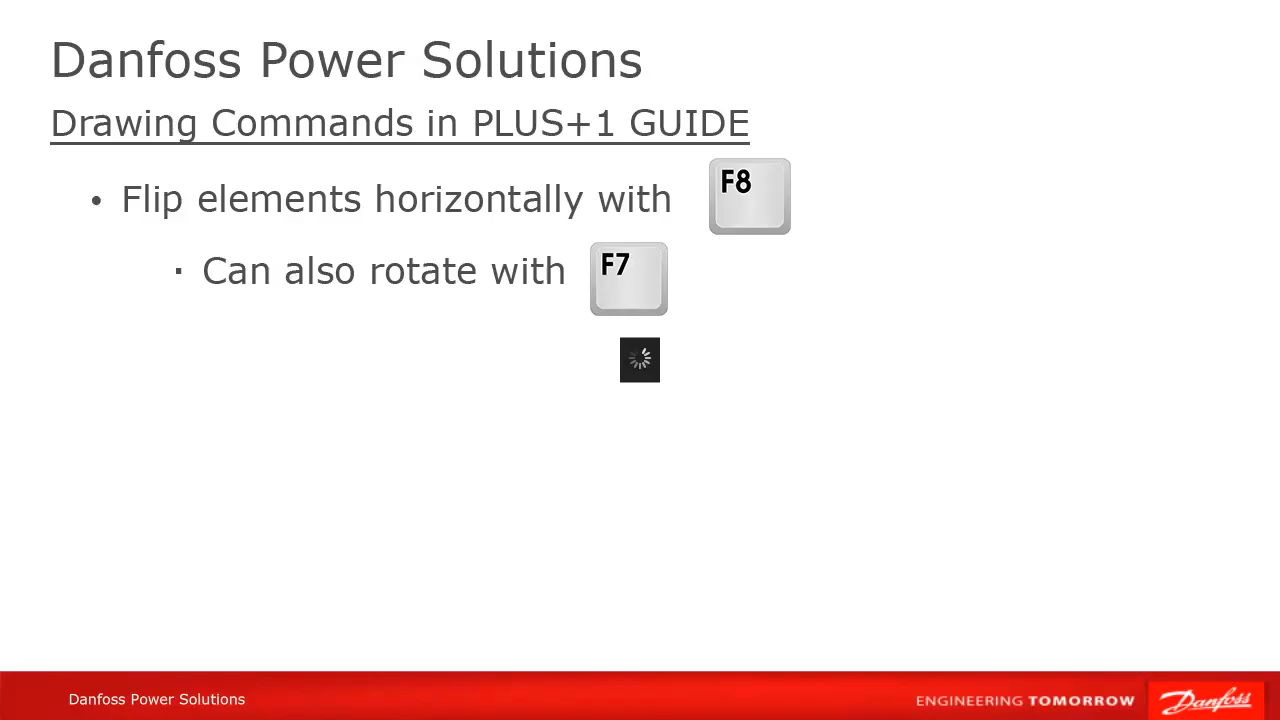 Danfoss Power Solutions
Drawing Commands in PLUS+1 GUIDE
• Flip elements horizontally with F8
▪ Can also rotate with F7
Danfoss Power Solutions
ENGINEERING TOMORROW
Danfoss